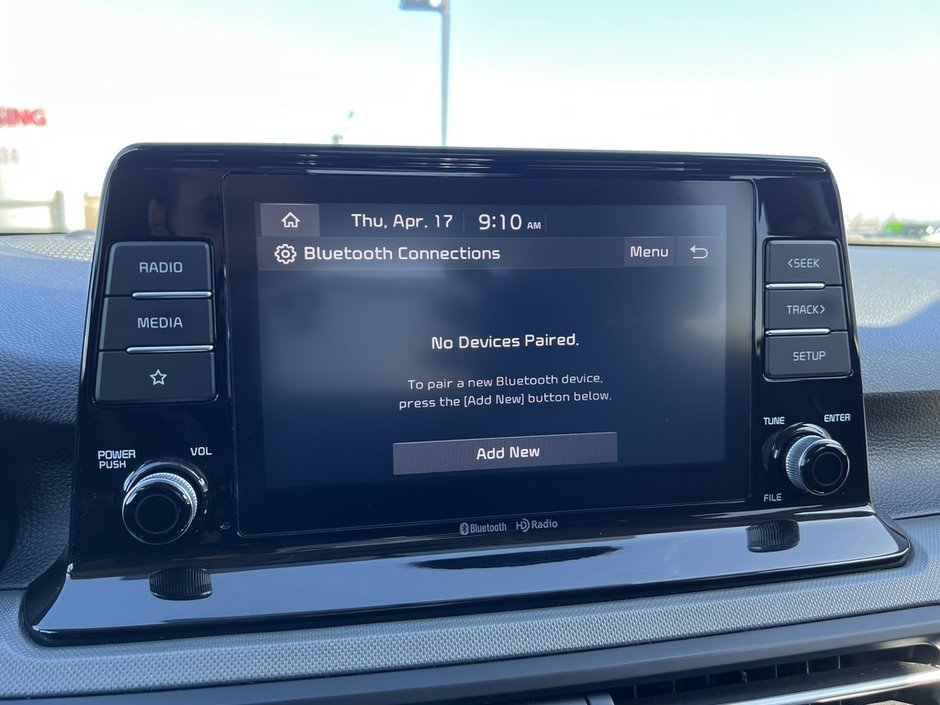 SING
Thu, Apr. 17 9:10 AM
Bluetooth Connections Menu
No Devices Paired.
To pair a new Bluetooth device,
press the [Add New] button below.
Add New
RADIO
MEDIA
POWER
PUSH
VOL
<SEEK
TRACK>
SETUP
TUNE
ENTER
FILE
Bluetooth HD Radio